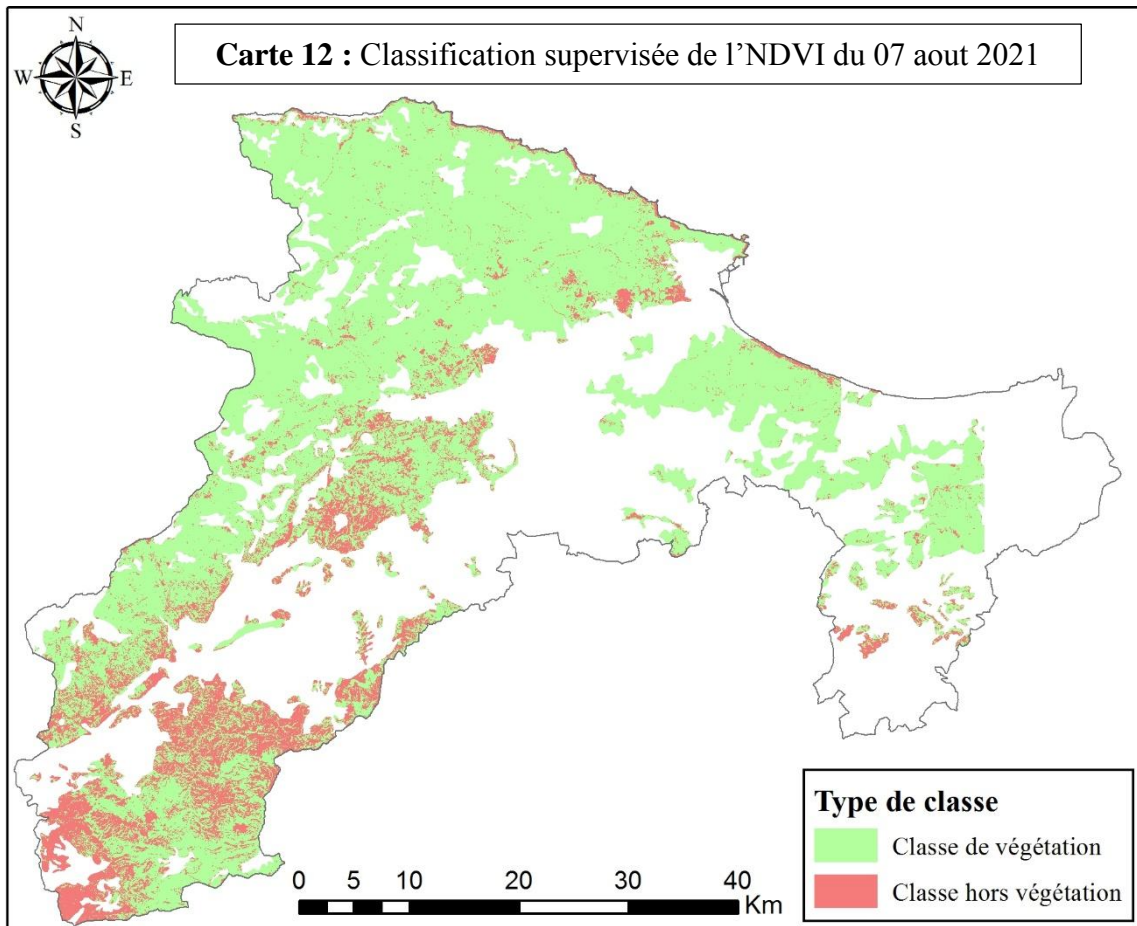 N
W E
S
Carte 12 : Classification supervisée de l'NDVI du 07 aout 2021
Type de classe
Classe de végétation
Classe hors végétation
0 5 10 20 30 40
Km